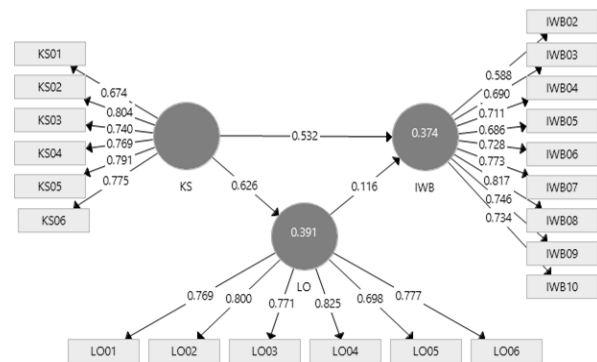 KS01
KS02
KS03
KS04
KS05
KS06
0.674
0.804
0.740
0.769
0.791
0.775
KS
0.532
0.626
0.116
0.374
IWB
0.391
LO
0.588
0.690
0.711
0.686
0.728
0.773
0.817
0.746
0.734
IWB02
IWB03
IWB04
IWB05
IWB06
IWB07
IWB08
IWB09
IWB10
0.769
0.800
0.771
0.825
0.698
0.777
LO01
LO02
LO03
LO04
LO05
LO06